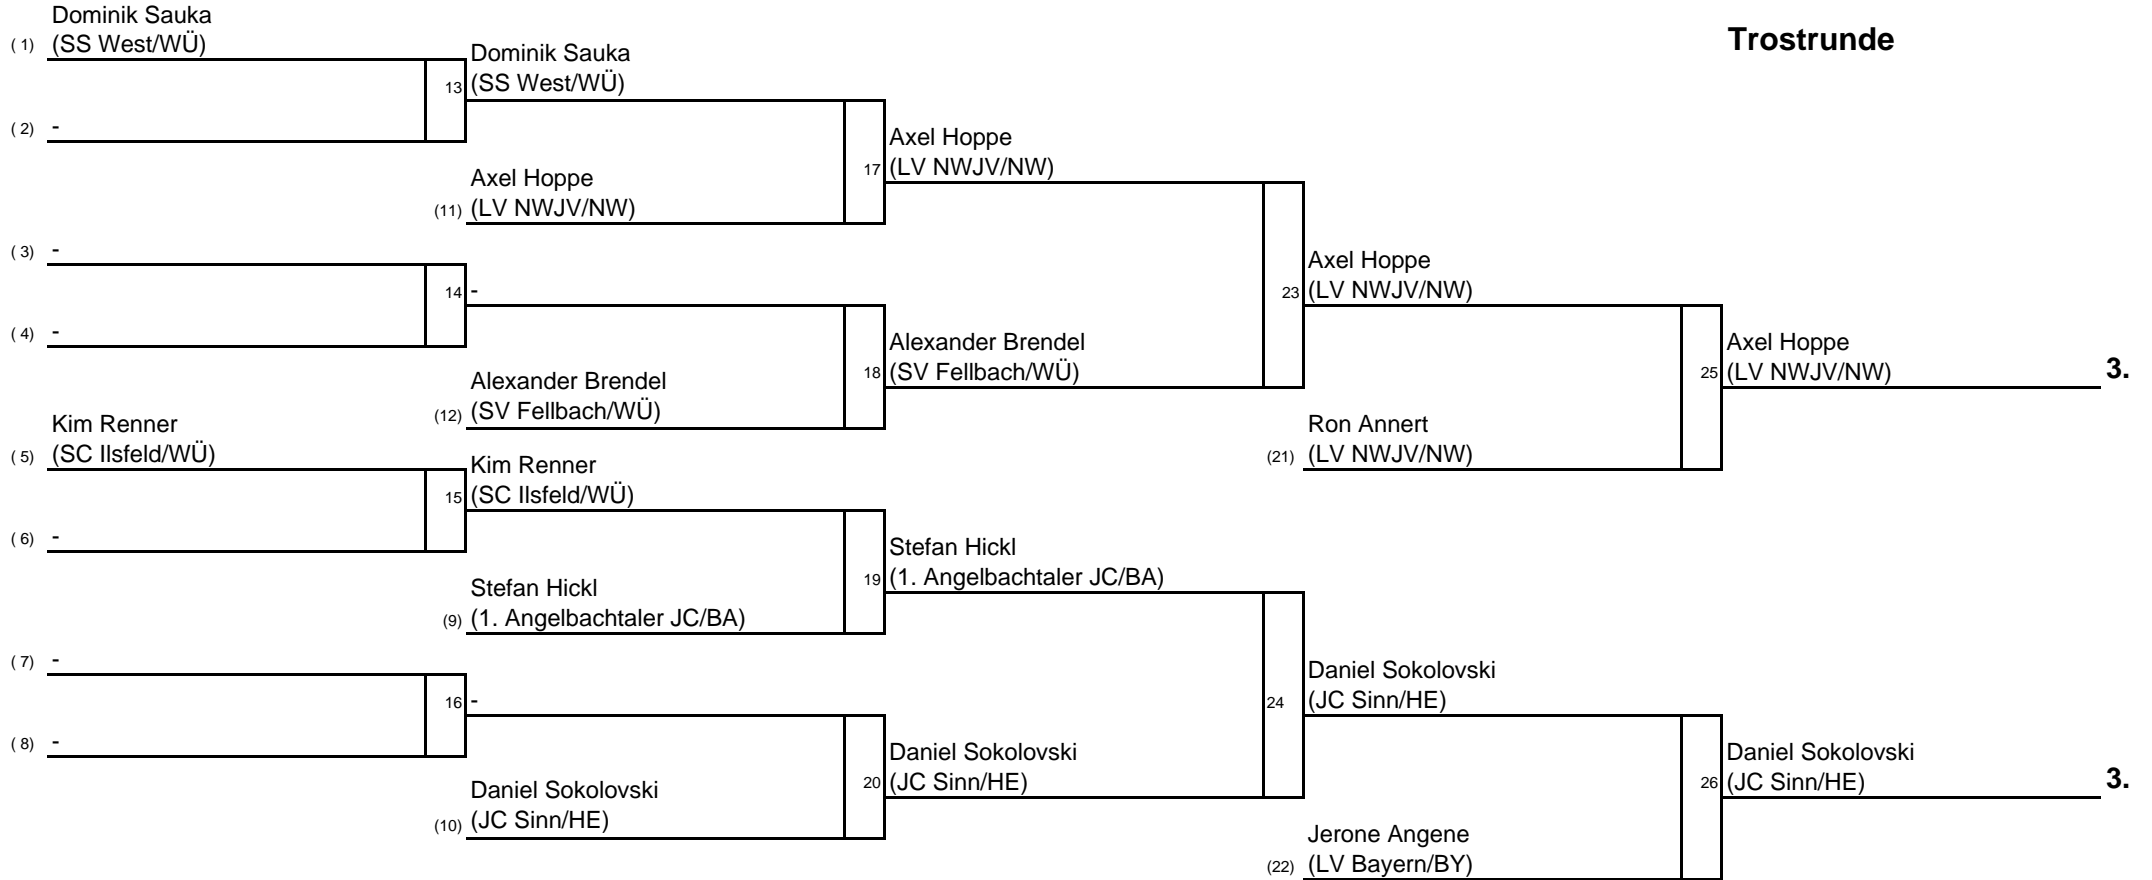 Trostrunde
Dominik Sauka
( 1) (SS West/WÜ)
( 2) -
( 3) -
( 4) -
Kim Renner
( 5) (SC Ilsfeld/WÜ)
( 6) -
( 7) -
( 8) -
Dominik Sauka
13 (SS West/WÜ)
Axel Hoppe
(11) (LV NWJV/NW)
14 -
Alexander Brendel
(12) (SV Fellbach/WÜ)
Kim Renner
15 (SC Ilsfeld/WÜ)
Stefan Hickl
(9) (1. Angelbachtaler JC/BA)
16 -
Daniel Sokolovski
(10) (JC Sinn/HE)
Axel Hoppe
17 (LV NWJV/NW)
Alexander Brendel
18 (SV Fellbach/WÜ)
Stefan Hickl
19 (1. Angelbachtaler JC/BA)
Daniel Sokolovski
20 (JC Sinn/HE)
Axel Hoppe
23 (LV NWJV/NW)
Ron Annert
(21) (LV NWJV/NW)
Daniel Sokolovski
24 (JC Sinn/HE)
Jerone Angene
(22) (LV Bayern/BY)
Axel Hoppe
25 (LV NWJV/NW) 3.
Daniel Sokolovski
26 (JC Sinn/HE) 3.